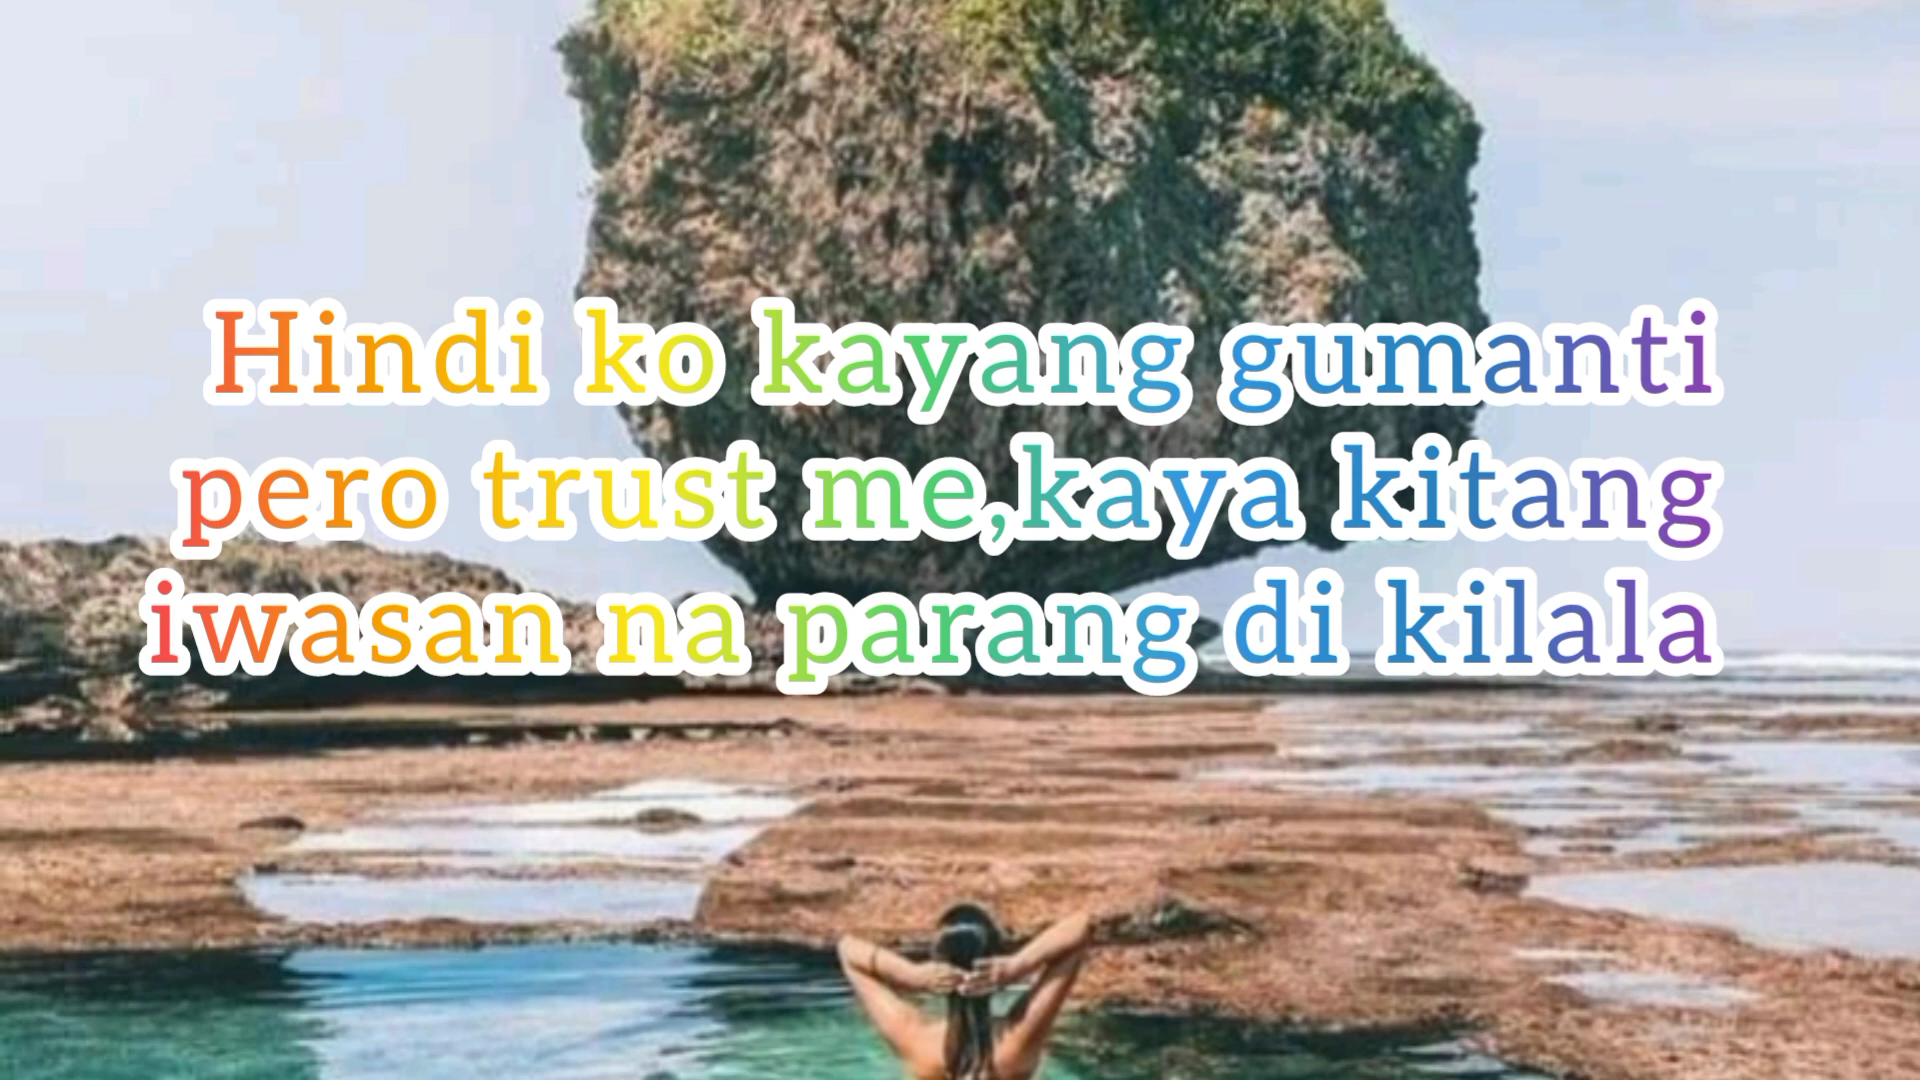 Hindi ko kayang gumanti
pero trust me,kaya kitang
iwasan na parang di kilala